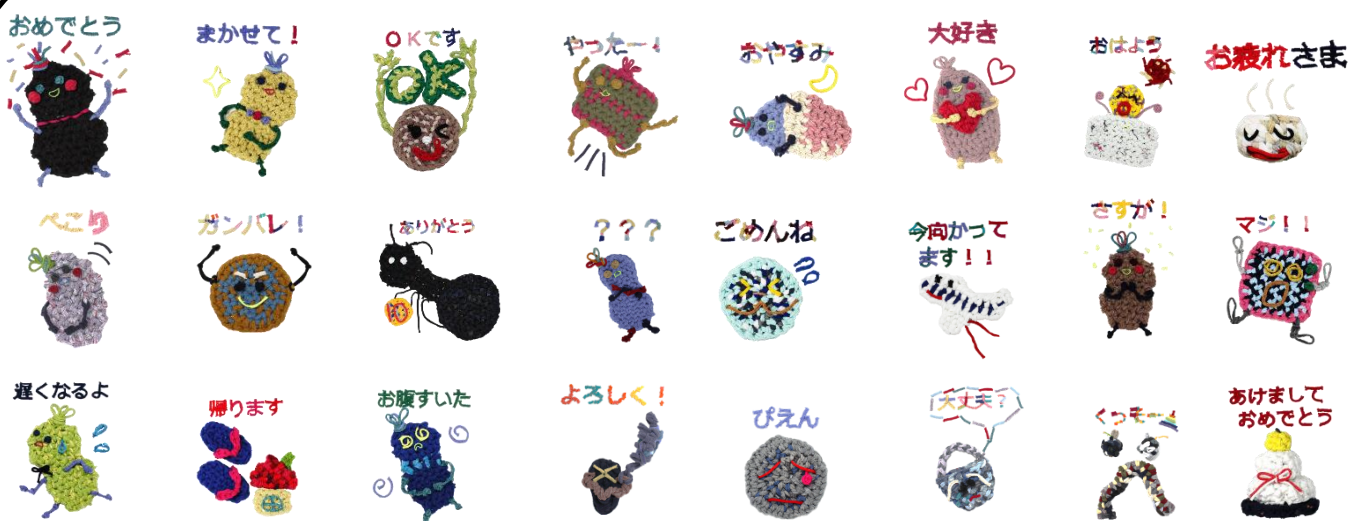 おめでとう
まかせて！
OKです
OK
やったー！
おやすみ
大好き
おはよう
お疲れさま
ぺこり
ガンバレ！
ありがとう
？？？
ごめんね
今向かって
ます！！
さすが！
マジ！！
遅くなるよ
帰ります
お腹すいた
よろしく！
ぴえん
大丈夫？
くっそー！
あけまして
おめでとう